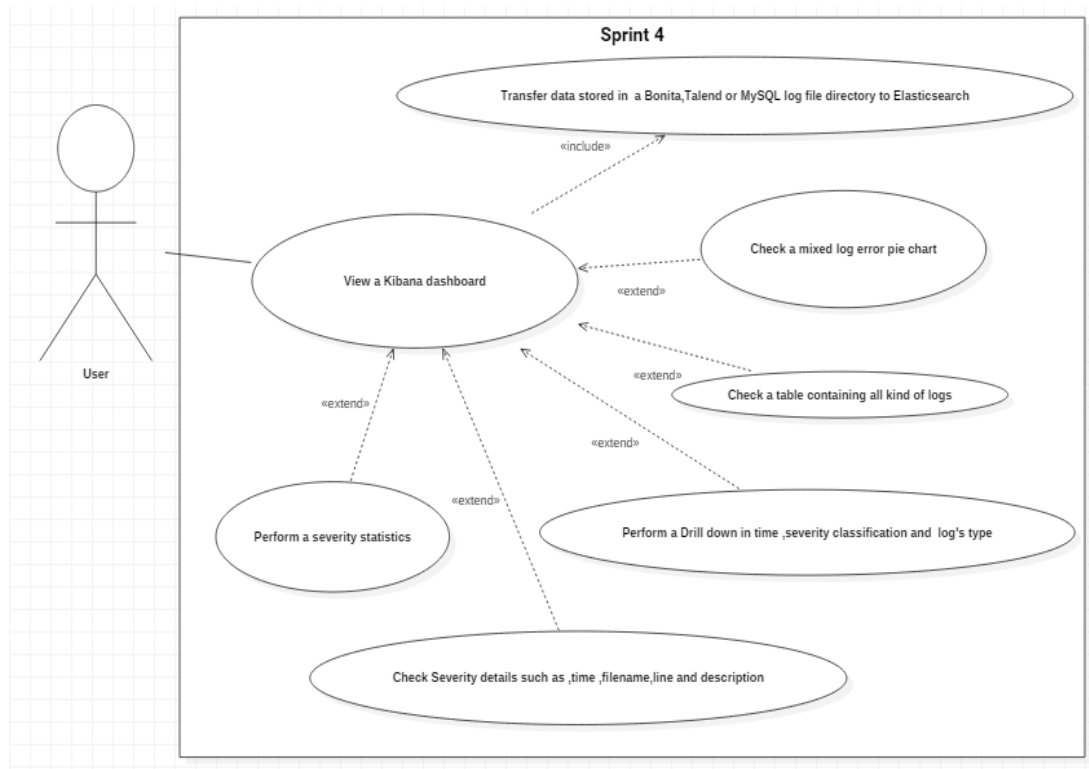 Sprint 4
Transfer data stored in a Bonita,Talend or MySQL log file directory to Elasticsearch
«include»
Check a mixed log error pie chart
View a Kibana dashboard
«extend»
User
«extend»
Check a table containing all kind of logs
«extend»
«extend»
«extend»
Perform a severity statistics
Perform a Drill down in time ,severity classification and log's type
Check Severity details such as ,time ,filename,line and description